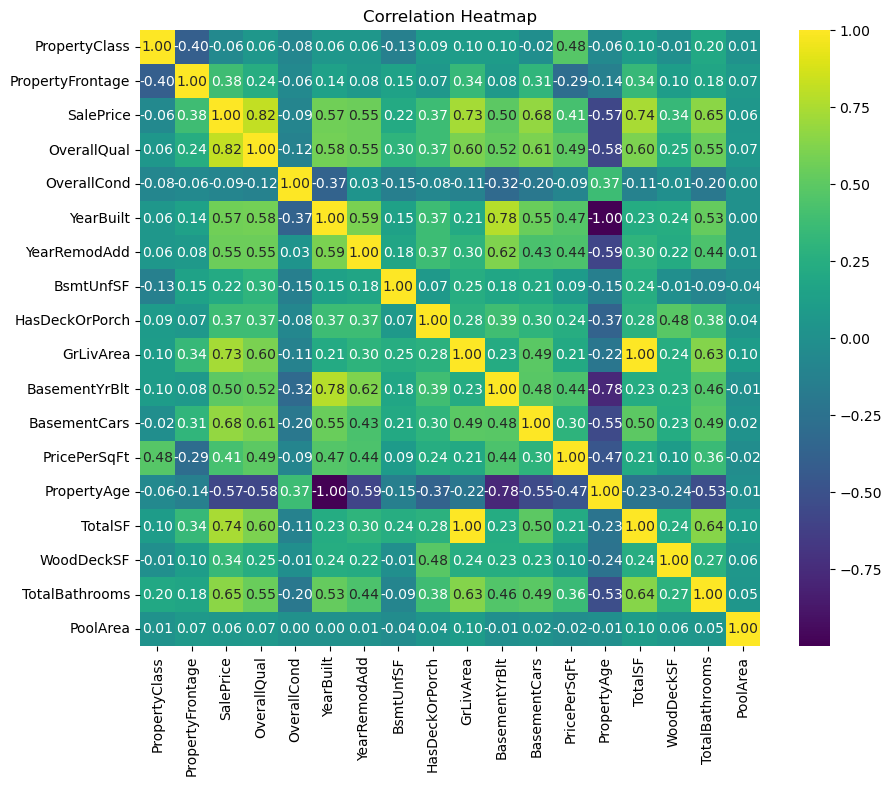 Correlation Heatmap
PropertyClass 1.00 -0.40 -0.06 0.06 -0.08 0.06 0.06 -0.13 0.09 0.10 0.10 -0.02 0.48 -0.06 0.10 -0.01 0.20 0.01
PropertyFrontage -0.40 1.00 0.38 0.24 -0.06 0.14 0.08 0.15 0.07 0.34 0.08 0.31 -0.29 -0.14 0.34 0.10 0.18 0.07
SalePrice -0.06 0.38 1.00 0.82 -0.09 0.57 0.55 0.22 0.37 0.73 0.50 0.68 0.41 -0.57 0.74 0.34 0.65 0.06
OverallQual 0.06 0.24 0.82 1.00 -0.12 0.58 0.55 0.30 0.37 0.60 0.52 0.61 0.49 -0.58 0.60 0.25 0.55 0.07
OverallCond -0.08 -0.06 -0.09 -0.12 1.00 -0.37 0.03 -0.15 -0.08 -0.11 -0.32 -0.20 -0.09 0.37 -0.11 -0.01 -0.20 0.00
YearBuilt 0.06 0.14 0.57 0.58 -0.37 1.00 0.59 0.15 0.37 0.21 0.78 0.55 0.47 -1.00 0.23 0.24 0.53 0.00
YearRemodAdd 0.06 0.08 0.55 0.55 0.03 0.59 1.00 0.18 0.37 0.30 0.62 0.43 0.44 -0.59 0.30 0.22 0.44 0.01
BsmtUnfSF -0.13 0.15 0.22 0.30 -0.15 0.15 0.18 1.00 0.07 0.25 0.18 0.21 0.09 -0.15 0.24 -0.01 -0.09 -0.04
HasDeckOrPorch 0.09 0.07 0.37 0.37 -0.08 0.37 0.37 0.07 1.00 0.28 0.39 0.30 0.24 -0.37 0.28 0.48 0.38 0.04
GrLivArea 0.10 0.34 0.73 0.60 -0.11 0.21 0.30 0.25 0.28 1.00 0.23 0.49 0.21 -0.22 1.00 0.24 0.63 0.10
BasementYrBlt 0.10 0.08 0.50 0.52 -0.32 0.78 0.62 0.18 0.39 0.23 1.00 0.48 0.44 -0.78 0.23 0.23 0.46 -0.01
BasementCars -0.02 0.31 0.68 0.61 -0.20 0.55 0.43 0.21 0.30 0.49 0.48 1.00 0.30 -0.55 0.50 0.23 0.49 0.02
PricePerSqFt 0.48 -0.29 0.41 0.49 -0.09 0.47 0.44 0.09 0.24 0.21 0.44 0.30 1.00 -0.47 0.21 0.10 0.36 -0.02
PropertyAge -0.06 -0.14 -0.57 -0.58 0.37 -1.00 -0.59 -0.15 -0.37 -0.22 -0.78 -0.55 -0.47 1.00 -0.23 -0.24 -0.53 -0.01
TotalSF 0.10 0.34 0.74 0.60 -0.11 0.23 0.30 0.24 0.28 1.00 0.23 0.50 0.21 -0.23 1.00 0.24 0.64 0.10
WoodDeckSF -0.01 0.10 0.34 0.25 -0.01 0.24 0.22 -0.01 0.48 0.24 0.23 0.23 0.10 -0.24 0.24 1.00 0.27 0.06
TotalBathrooms 0.20 0.18 0.65 0.55 -0.20 0.53 0.44 -0.09 0.38 0.63 0.46 0.49 0.36 -0.53 0.64 0.27 1.00 0.05
PoolArea 0.01 0.07 0.06 0.07 0.00 0.00 0.01 -0.04 0.04 0.10 -0.01 0.02 -0.02 -0.01 0.10 0.06 0.05 1.00
PropertyClass
PropertyFrontage
SalePrice
OverallQual
OverallCond
YearBuilt
YearRemodAdd
BsmtUnfSF
HasDeckOrPorch
GrLivArea
BasementYrBlt
BasementCars
PricePerSqFt
PropertyAge
TotalSF
WoodDeckSF
TotalBathrooms
PoolArea
1.00
0.75
0.50
0.25
0.00
−0.25
−0.50
−0.75